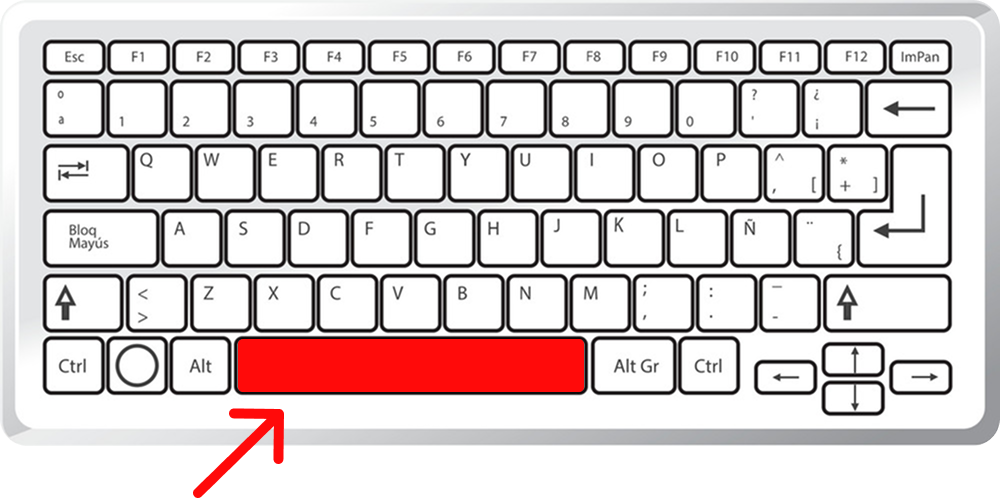 Esc F1 F2 F3 F4 F5 F6 F7 F8 F9 F10 F11 F12 ImPan
º ? ¿
a 1 2 3 4 5 6 7 8 9 0 ' ¡
Q W E R T Y U I O P ^ *
, [ + ]
Bloq A S D F G H J K L Ñ ¨
Mayús {
< Z X C V B N M ; : –
> , . -
Ctrl Alt Alt Gr Ctrl